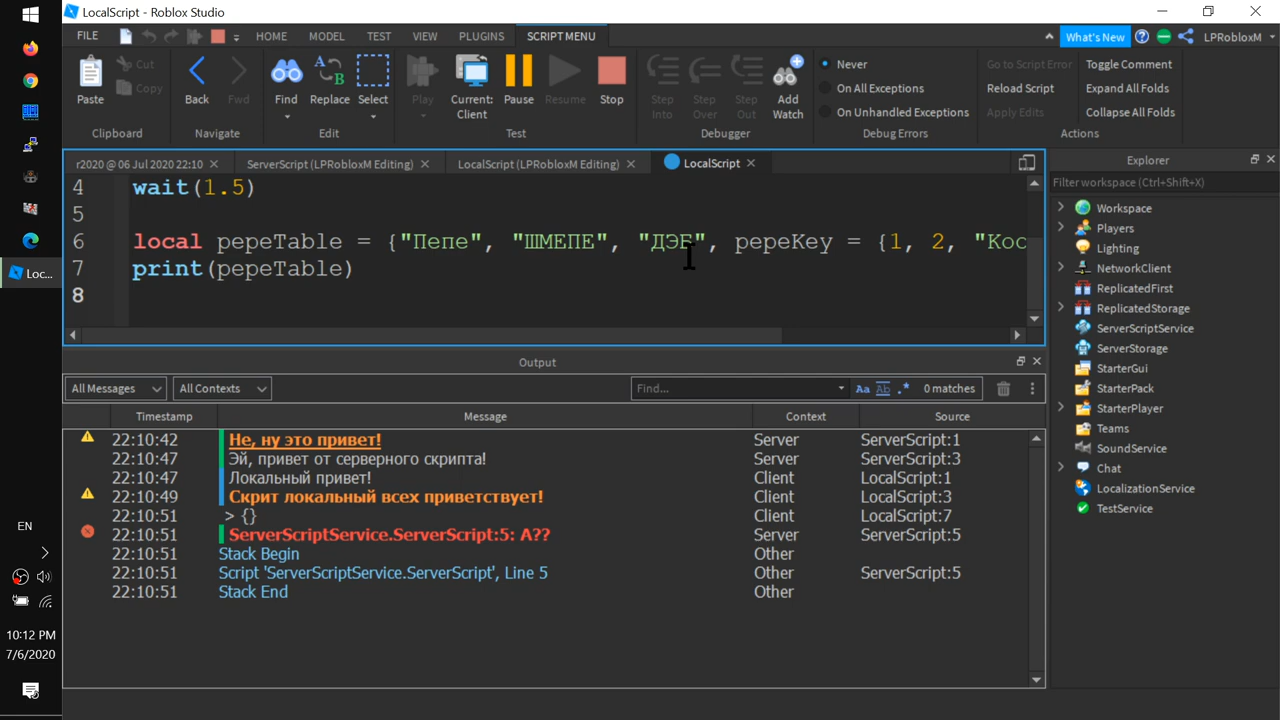 LocalScript - Roblox Studio
FILE HOME MODEL TEST VIEW PLUGINS SCRIPT MENU What's New LPRobloxM
Paste Cut Copy
Clipboard
Back Fwd
Navigate
Find Replace Select
Edit
Play Current: Client Pause Resume Stop
Test
Step Into Step Over Step Out Add Watch
Debugger
Never
On All Exceptions
On Unhandled Exceptions
Debug Errors
Go to Script Error Toggle Comment
Reload Script Expand All Folds
Apply Edits Collapse All Folds
Actions
r2020 @ 06 Jul 2020 22:10 ServerScript (LPRobloxM Editing) LocalScript (LPRobloxM Editing) LocalScript
4 wait(1.5)
5
6 local pepeTable = {"Пепе", "ШМЕПЕ", "ДЭБ", pepeKey = {1, 2, "Кос
7 print(pepeTable)
8
Output
All Messages All Contexts Find... Aa Ab .* 0 matches
Timestamp Message Context Source
22:10:42 Не, ну это привет! Server ServerScript:1
22:10:47 Эй, привет от серверного скрипта! Server ServerScript:3
22:10:47 Локальный привет! Client LocalScript:1
22:10:49 Скрит локальный всех приветствует! Client LocalScript:3
22:10:51 > {} Client LocalScript:7
22:10:51 ServerScriptService.ServerScript:5: А?? Server ServerScript:5
22:10:51 Stack Begin Other
22:10:51 Script 'ServerScriptService.ServerScript', Line 5 Other ServerScript:5
22:10:51 Stack End Other
Explorer
Filter workspace (Ctrl+Shift+X)
Workspace
Players
Lighting
NetworkClient
ReplicatedFirst
ReplicatedStorage
ServerScriptService
ServerStorage
StarterGui
StarterPack
StarterPlayer
Teams
SoundService
Chat
LocalizationService
TestService
Loc...
EN
10:12 PM
7/6/2020